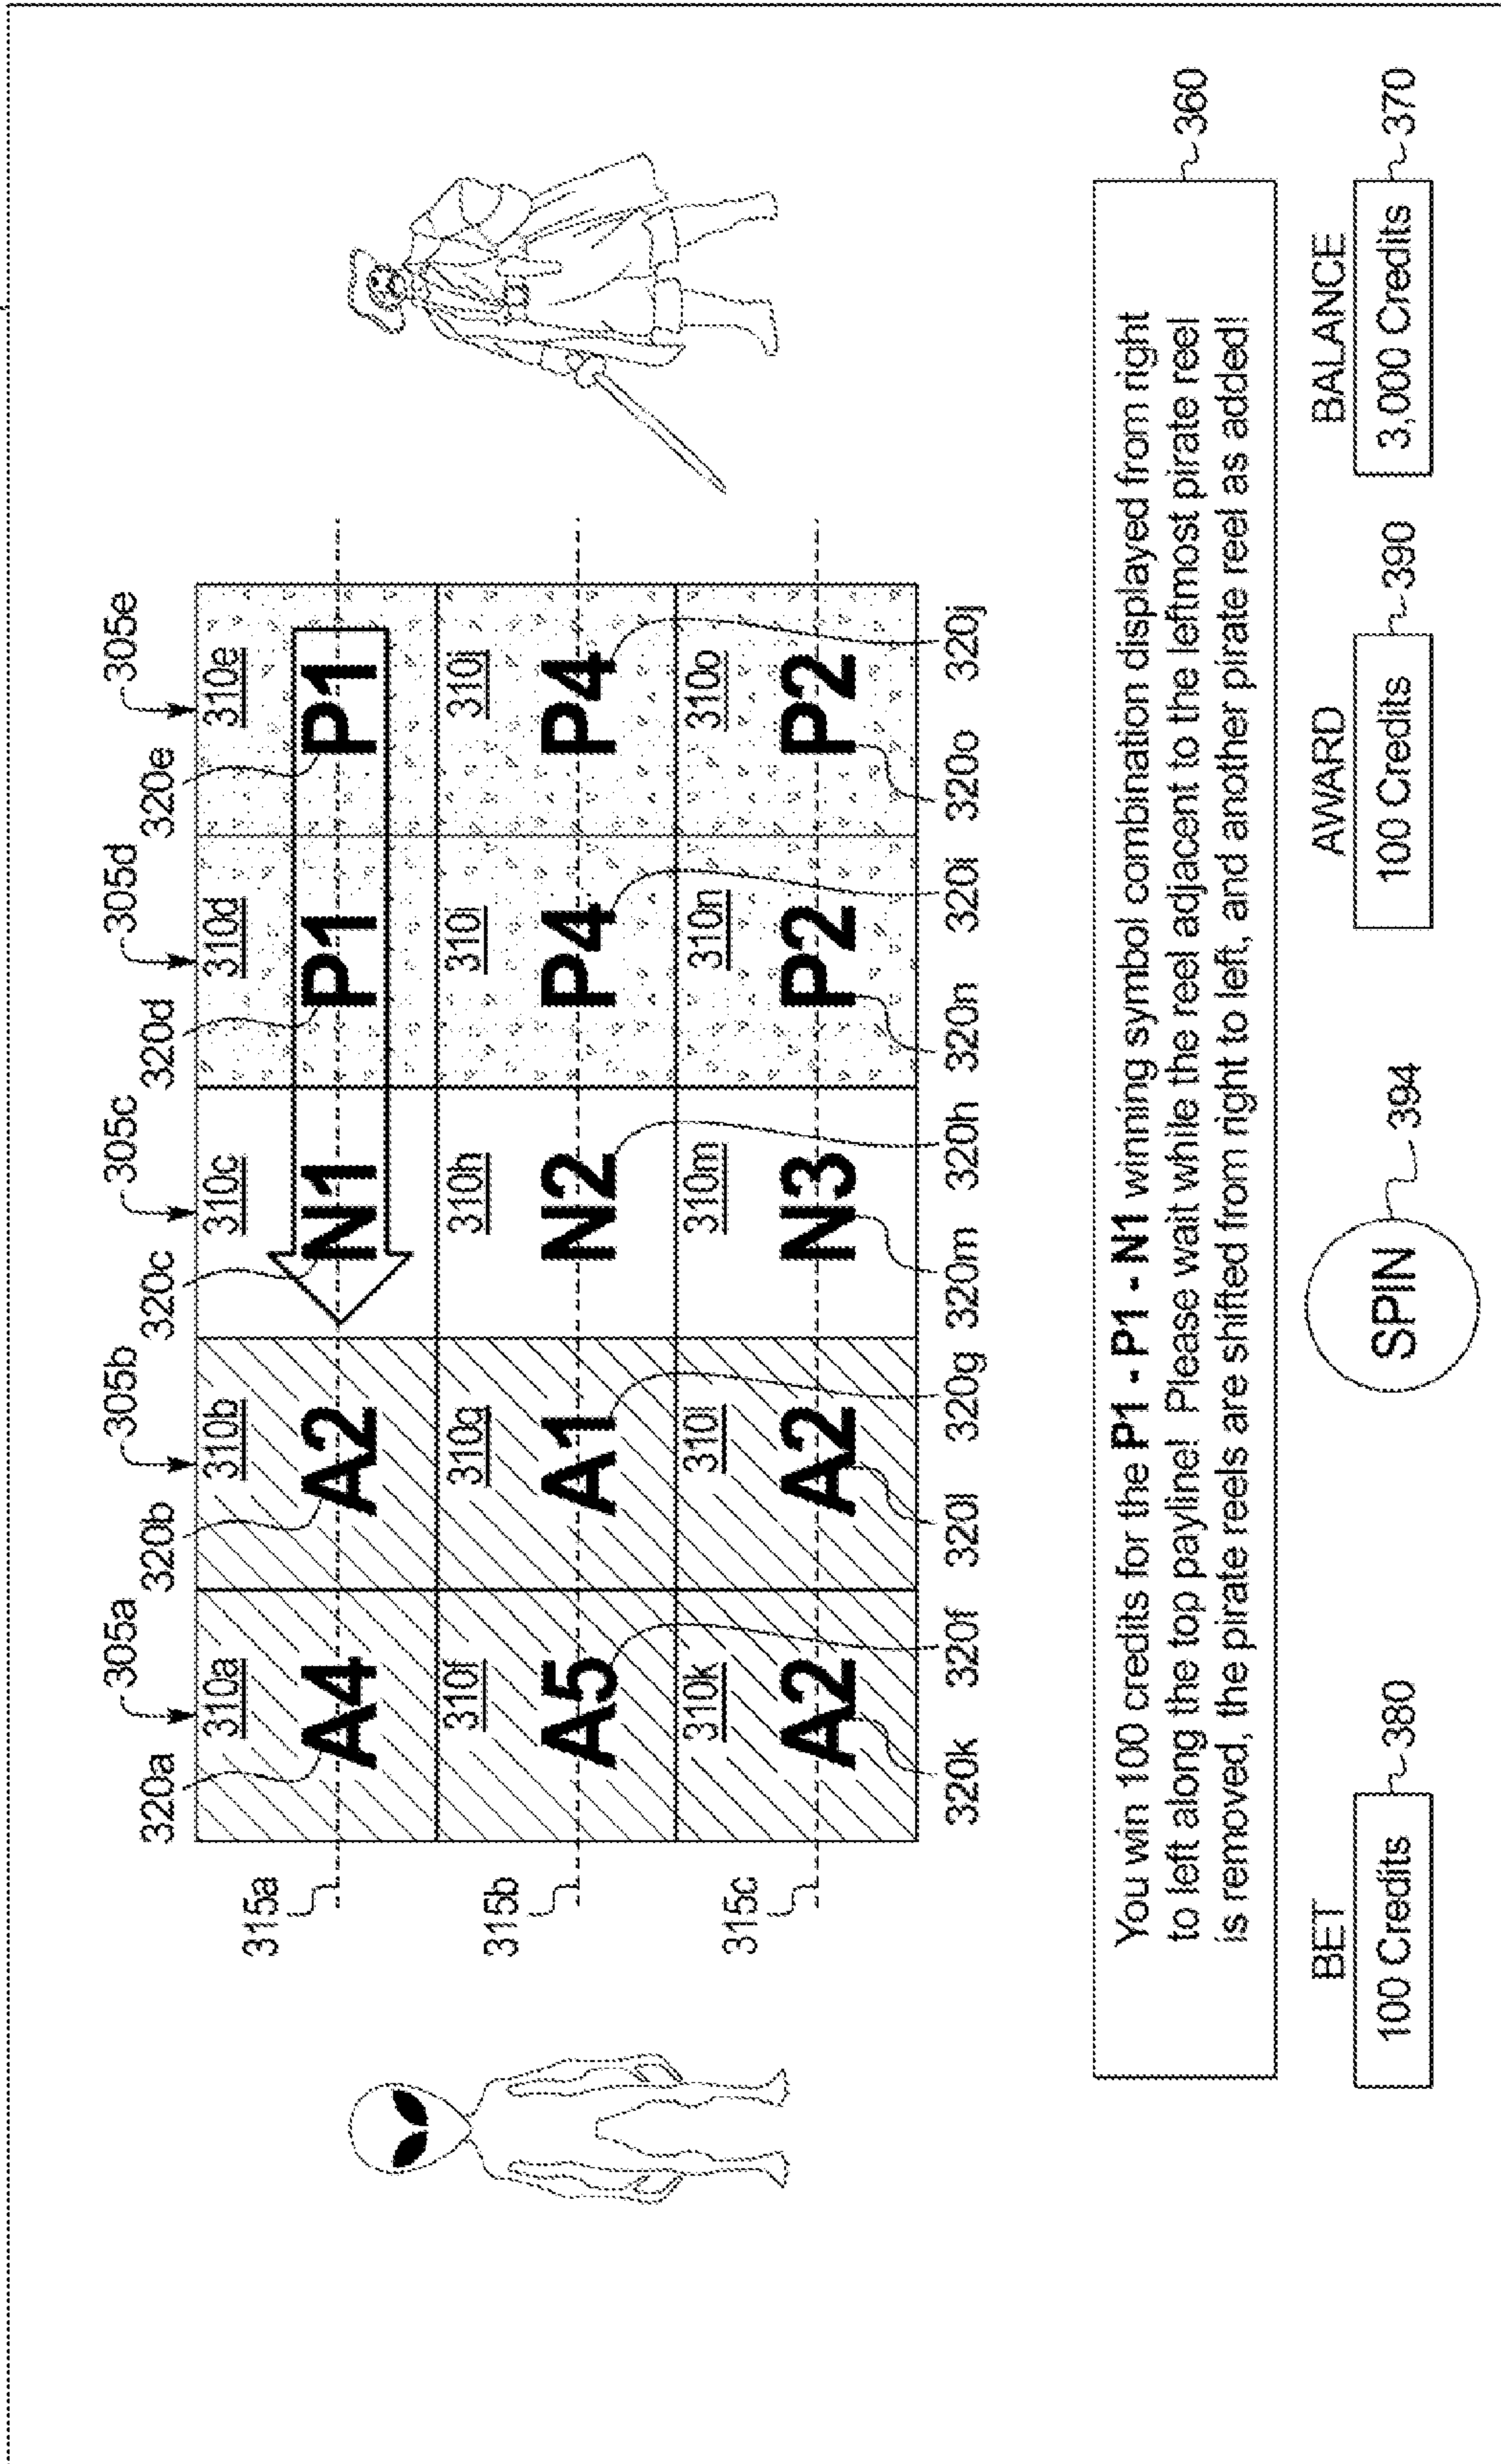 305a 305b 305c 305d 305e
320a 320b 320c 320d 320e
310a 310b 310c 310d 310e
315a A4 A2 N1 P1 P1
310f 310g 310h 310i 310j
315b A5 A1 N2 P4 P4
310k 310l 310m 310n 310o
315c A2 A2 N3 P2 P2
320k 320f 320l 320g 320m 320h 320n 320i 320o 320j
You win 100 credits for the P1 - P1 - N1 winning symbol combination displayed from right
to left along the top payline! Please wait while the reel adjacent to the leftmost pirate reel
is removed, the pirate reels are shifted from right to left, and another pirate reel as added!
360
BET AWARD BALANCE
100 Credits 380 SPIN 394 100 Credits 390 3,000 Credits 370